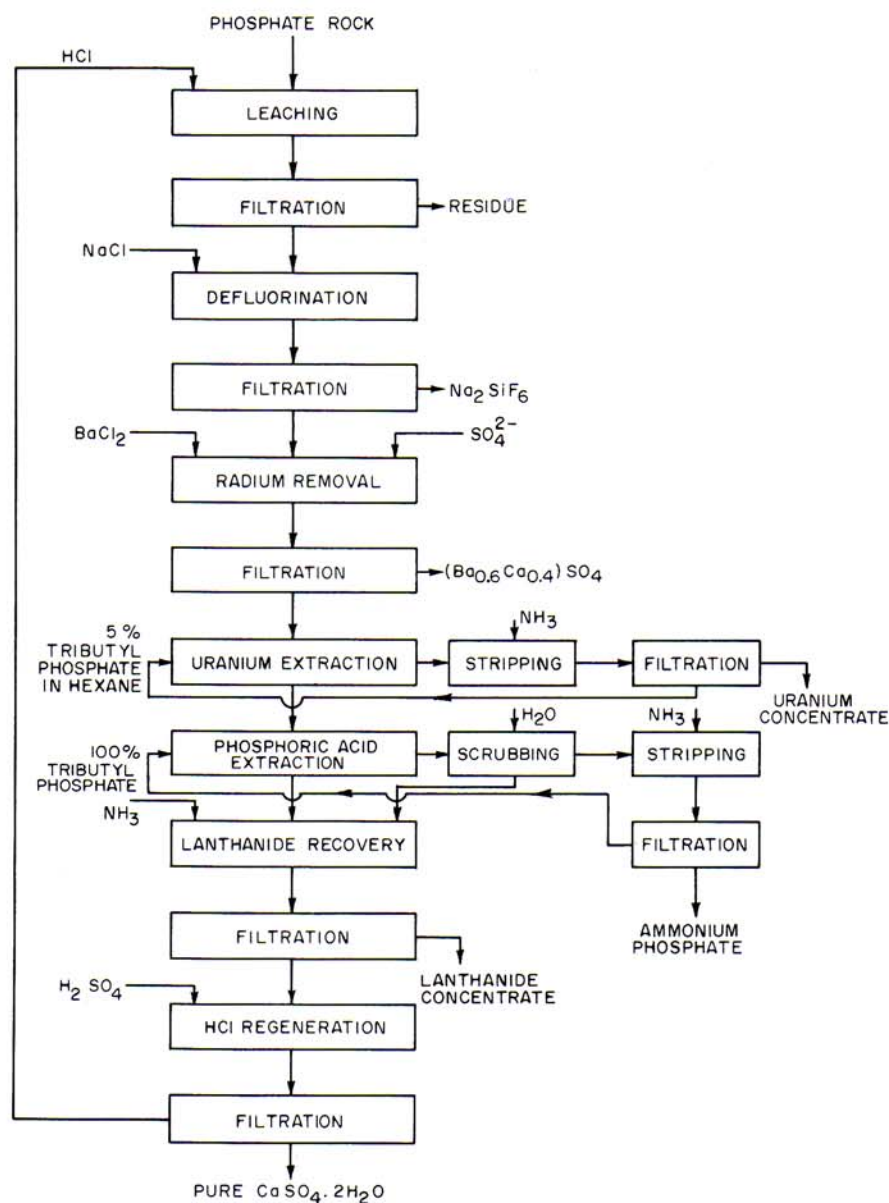 PHOSPHATE ROCK
HCl
LEACHING
FILTRATION
RESIDUE
NaCl
DEFLUORINATION
FILTRATION
Na2SiF6
BaCl2
SO4 2-
RADIUM REMOVAL
FILTRATION
(Ba0.6Ca0.4)SO4
5%
TRIBUTYL
PHOSPHATE
IN HEXANE
URANIUM EXTRACTION
NH3
STRIPPING
FILTRATION
URANIUM
CONCENTRATE
100%
TRIBUTYL
PHOSPHATE
PHOSPHORIC ACID
EXTRACTION
H2O
SCRUBBING
NH3
STRIPPING
NH3
LANTHANIDE RECOVERY
FILTRATION
AMMONIUM
PHOSPHATE
FILTRATION
LANTHANIDE
CONCENTRATE
H2 SO4
HCl REGENERATION
FILTRATION
PURE CaSO4.2H2O